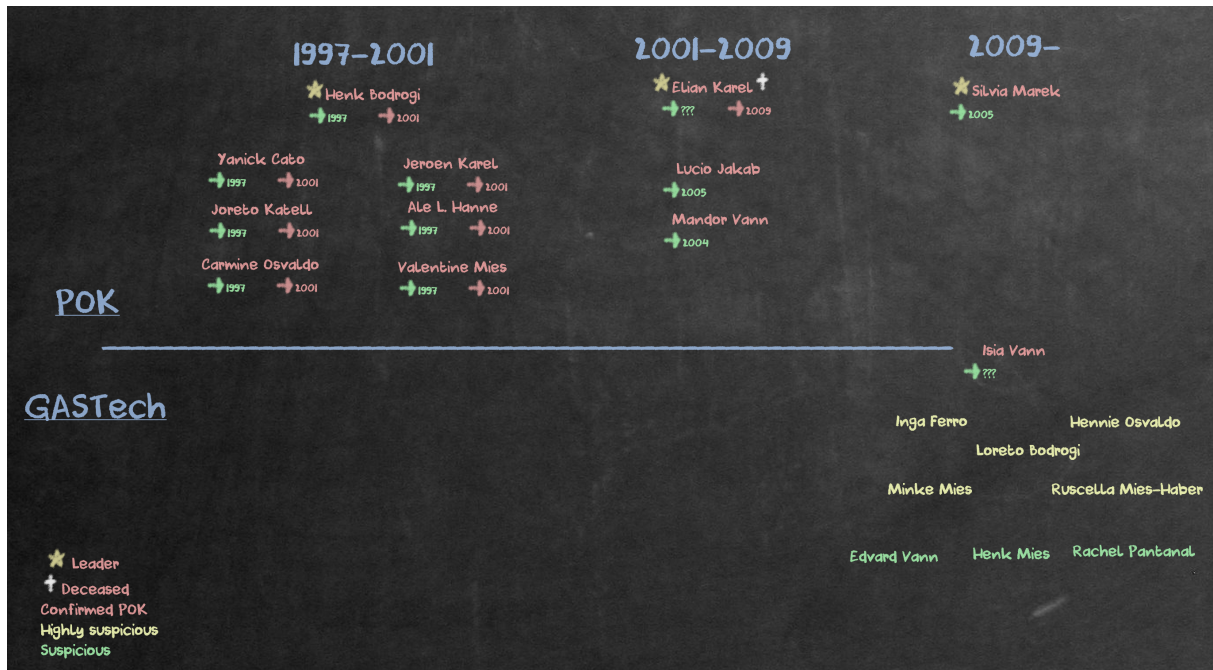 1997-2001
2001-2009
2009-
Henk Bodrogi
1997 2001
Elian Karel
??? 2009
Silvia Marek
2005
Yanick Cato
1997 2001
Jeroen Karel
1997 2001
Joreto Katell
1997 2001
Ale L. Hanne
1997 2001
Carmine Osvaldo
1997 2001
Valentine Mies
1997 2001
Lucio Jakab
2005
Mandor Vann
2004
POK
Isia Vann
???
GASTech
Inga Ferro
Hennie Osvaldo
Loreto Bodrogi
Minke Mies
Ruscella Mies-Haber
Edvard Vann
Henk Mies
Rachel Pantanal
Leader
Deceased
Confirmed POK
Highly suspicious
Suspicious